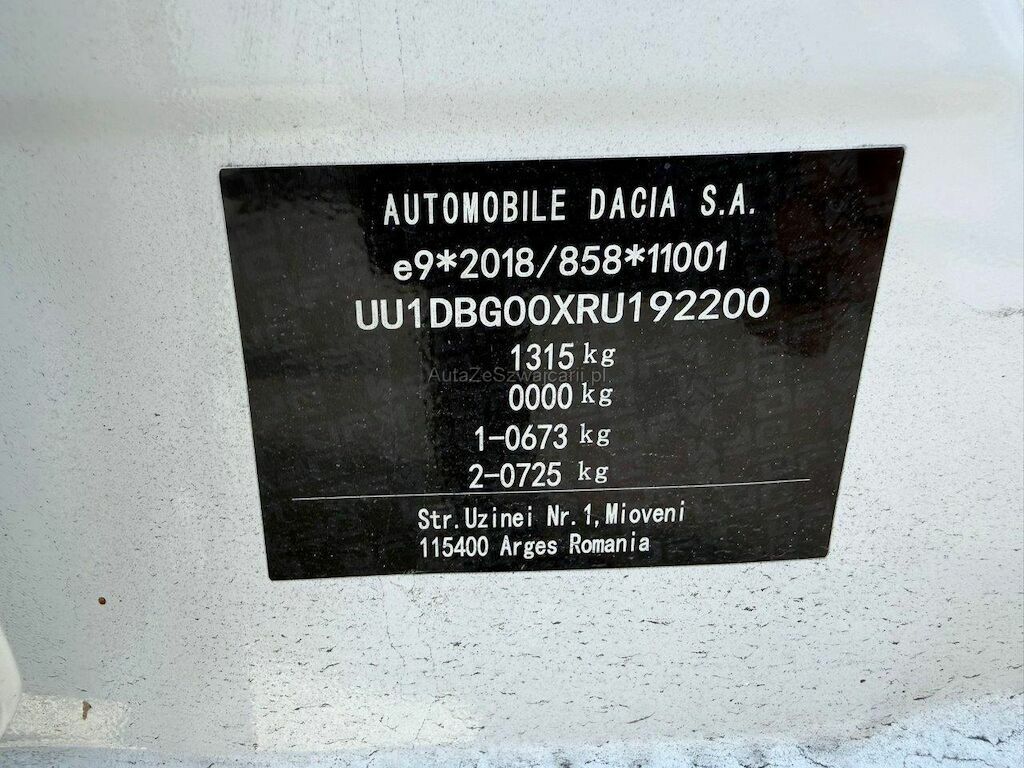 AUTOMOBILE DACIA S.A.
e9*2018/858*11001
UU1DBG00XRU192200
1315 kg
AutaZeSzwajcarii.pl
0000 kg
1-0673 kg
2-0725 kg
Str.Uzinei Nr.1,Mioveni
115400 Arges Romania